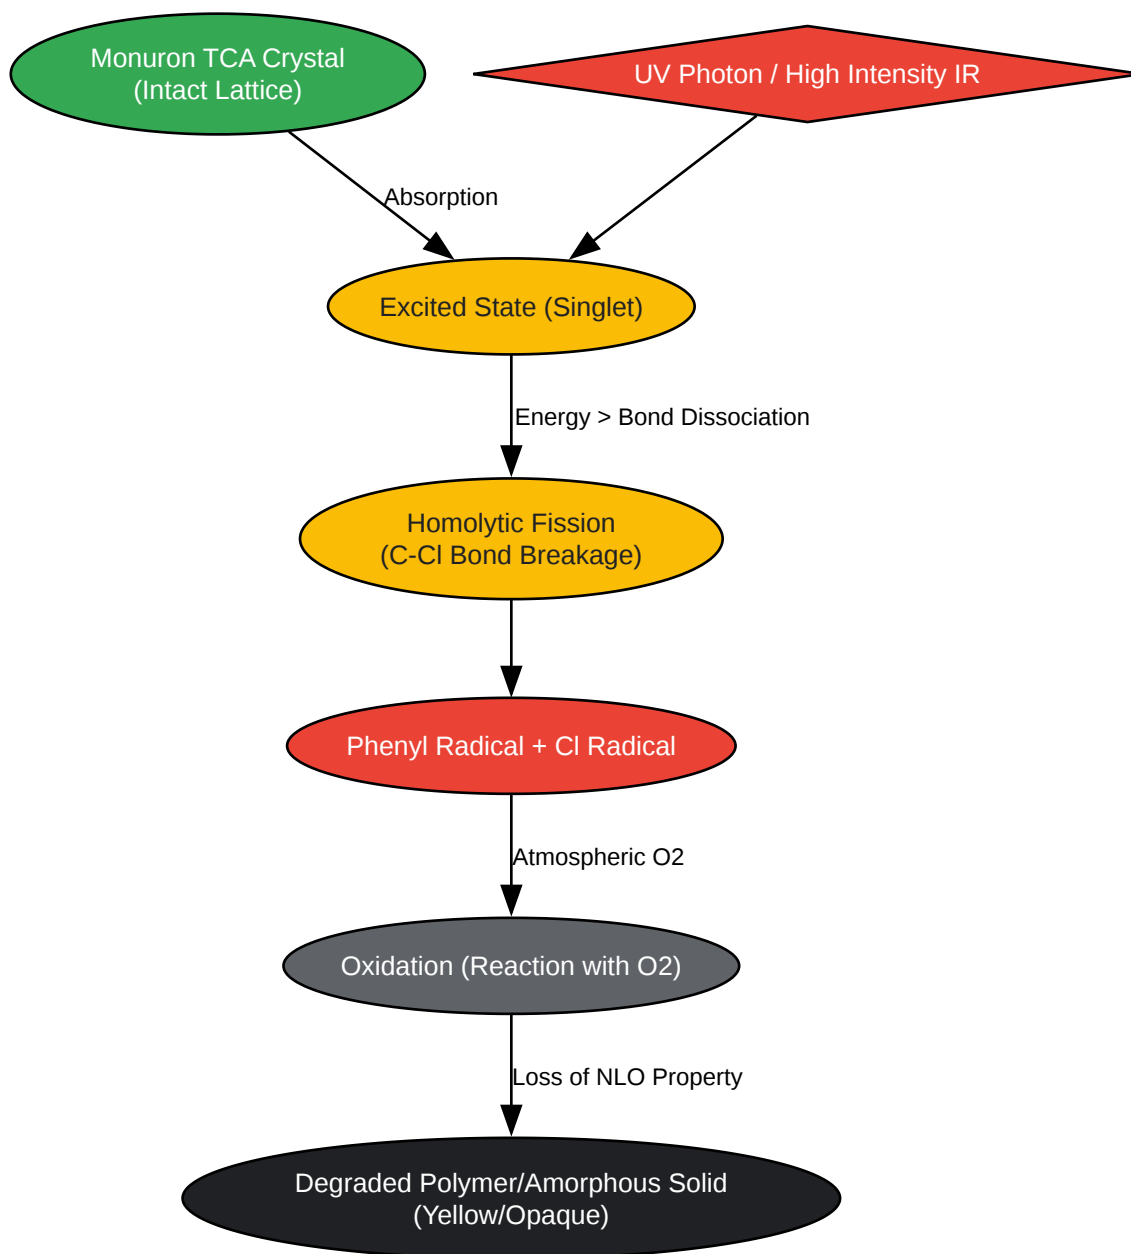 Monuron TCA Crystal
(Intact Lattice)
UV Photon / High Intensity IR
Absorption
Excited State (Singlet)
Energy > Bond Dissociation
Homolytic Fission
(C-Cl Bond Breakage)
Phenyl Radical + Cl Radical
Atmospheric O2
Oxidation (Reaction with O2)
Loss of NLO Property
Degraded Polymer/Amorphous Solid
(Yellow/Opaque)